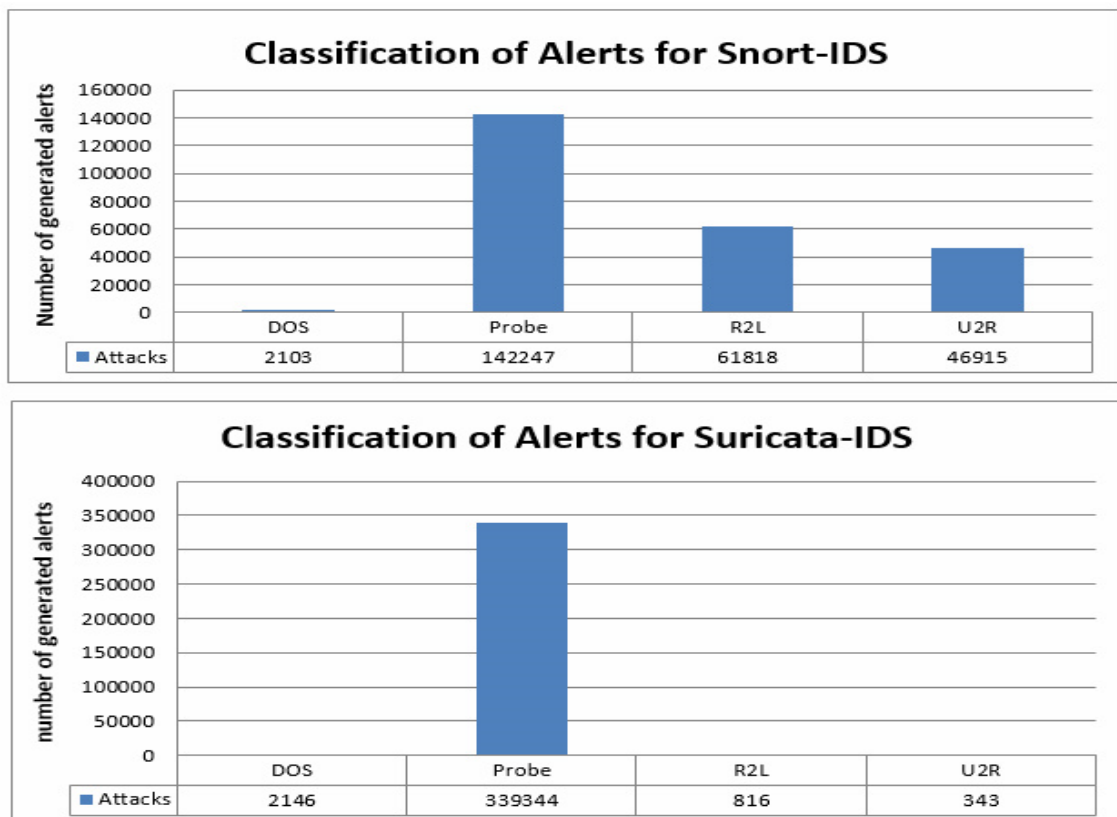 Classification of Alerts for Snort-IDS
Number of generated alerts
160000
140000
120000
100000
80000
60000
40000
20000
0
DOS Probe R2L U2R
Attacks 2103 142247 61818 46915
Classification of Alerts for Suricata-IDS
number of generated alerts
400000
350000
300000
250000
200000
150000
100000
50000
0
DOS Probe R2L U2R
Attacks 2146 339344 816 343